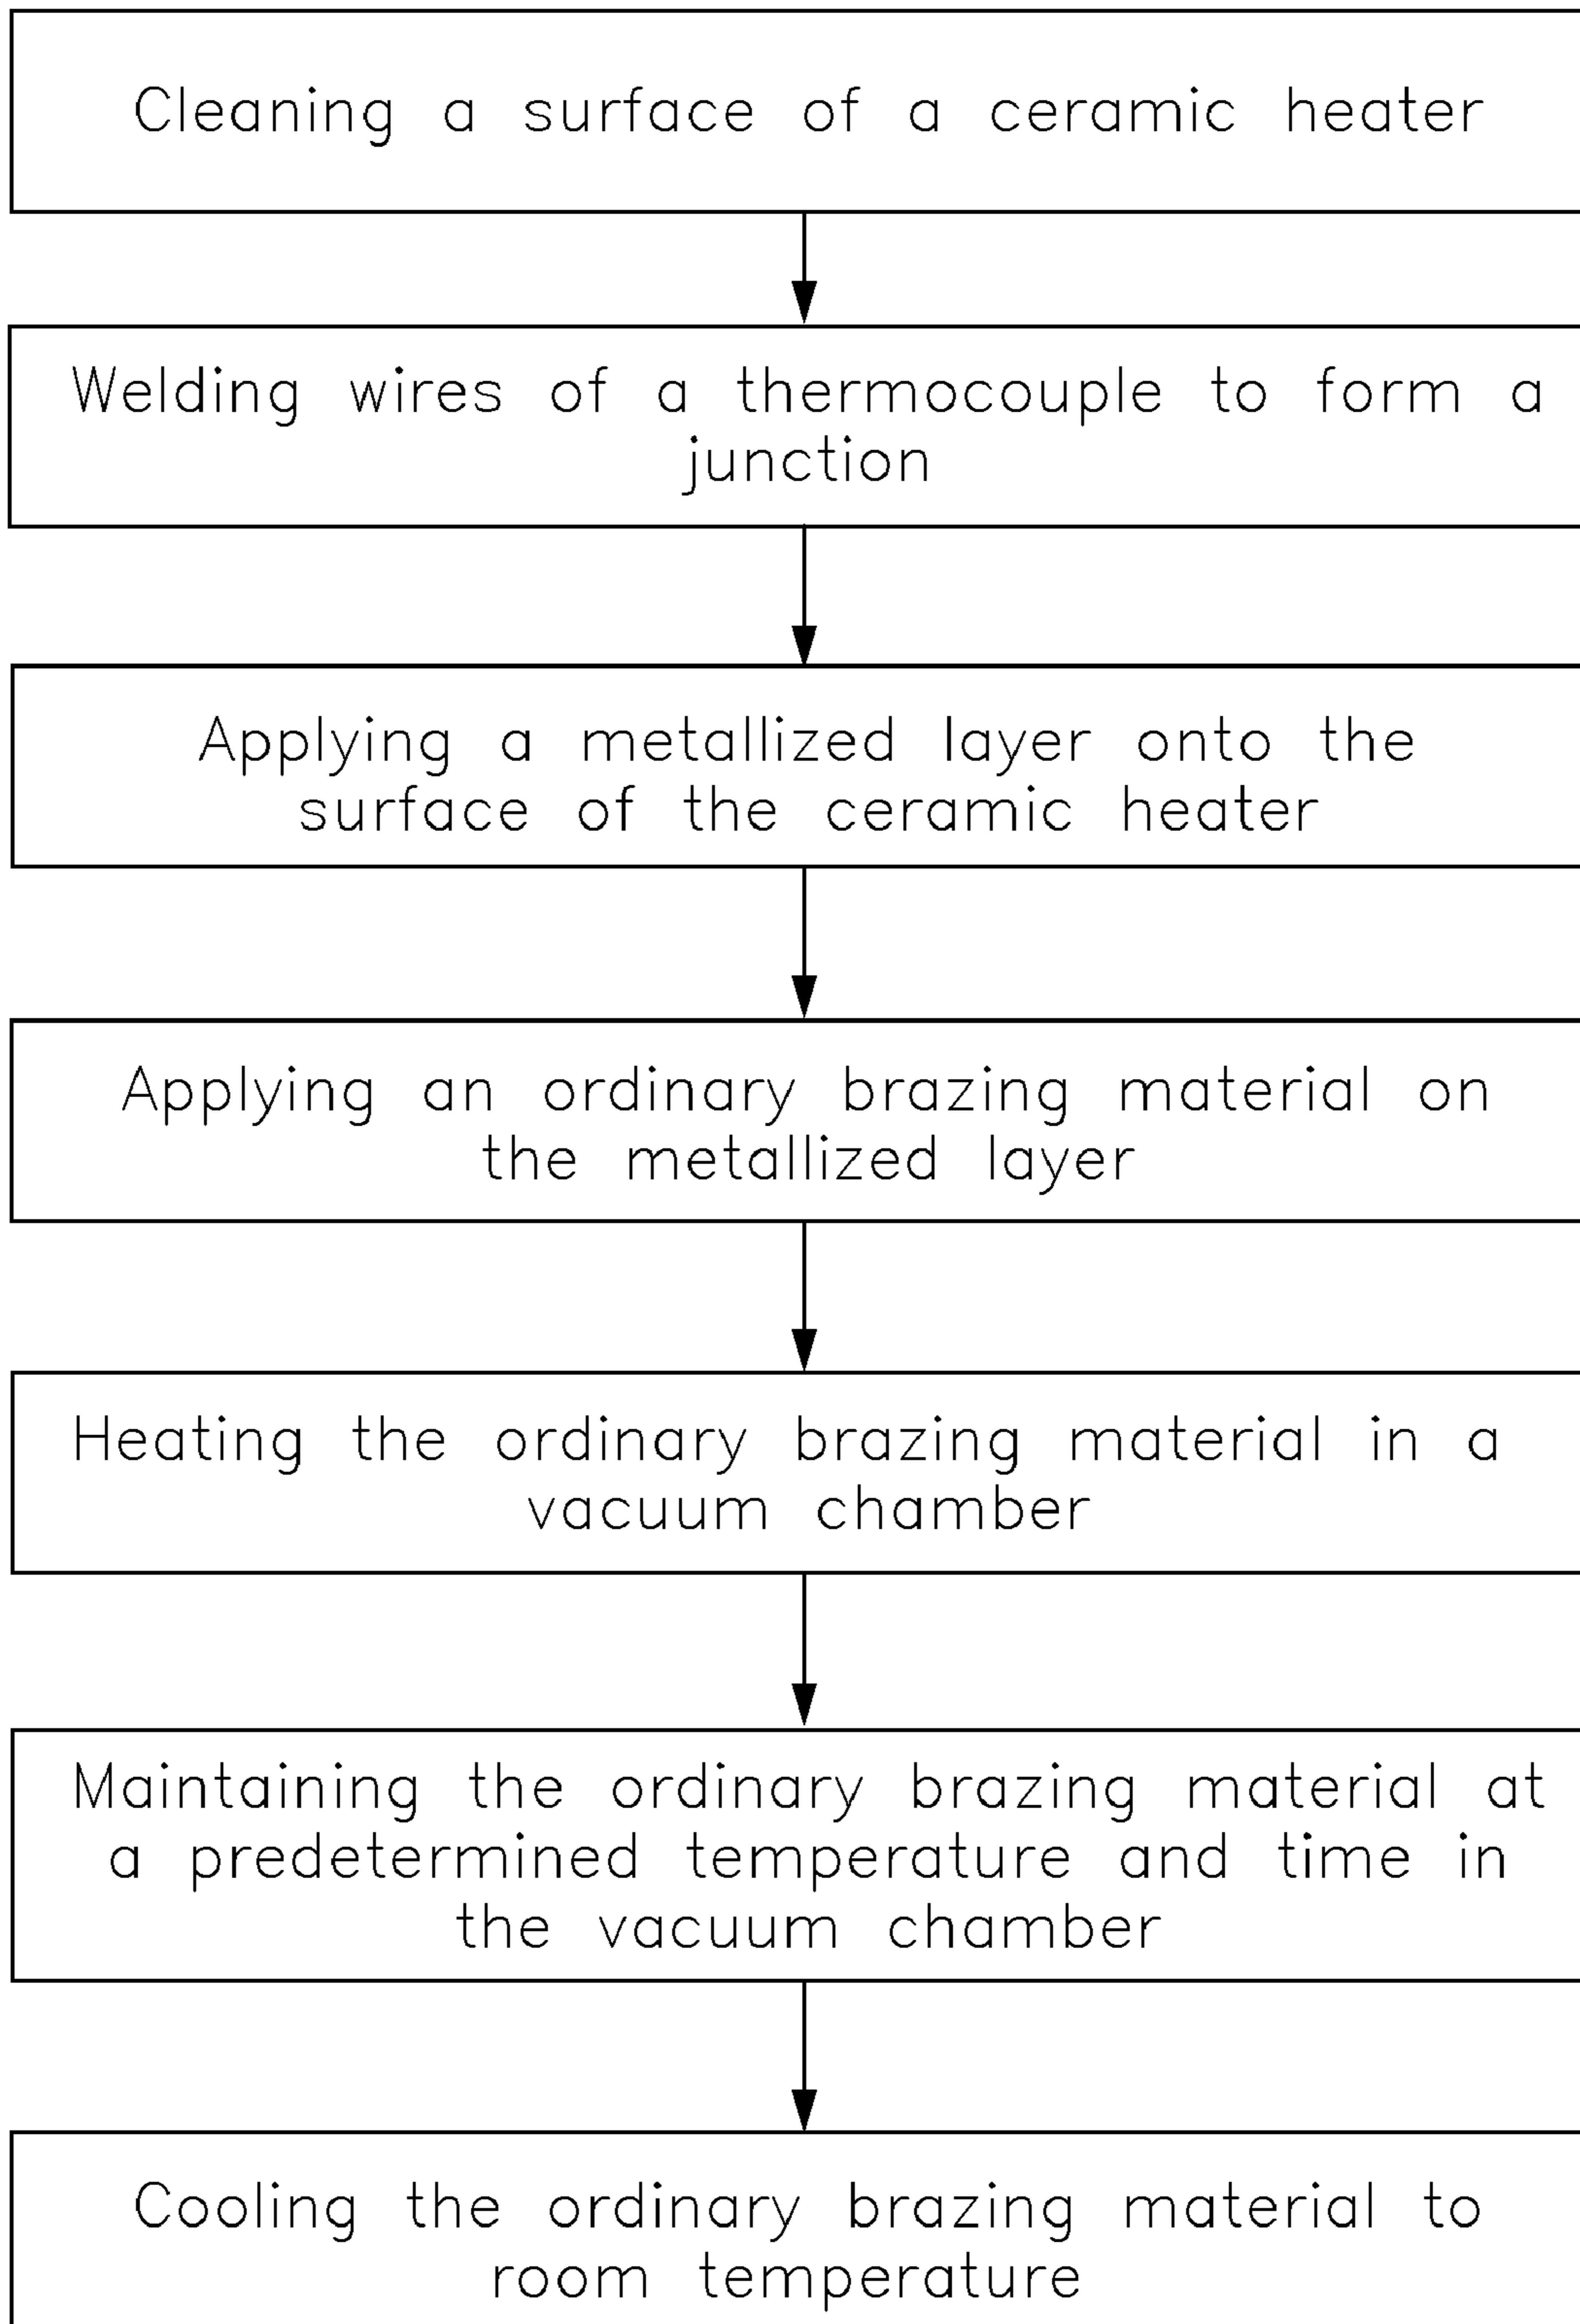 Cleaning a surface of a ceramic heater
Welding wires of a thermocouple to form a
junction
Applying a metallized layer onto the
surface of the ceramic heater
Applying an ordinary brazing material on
the metallized layer
Heating the ordinary brazing material in a
vacuum chamber
Maintaining the ordinary brazing material at
a predetermined temperature and time in
the vacuum chamber
Cooling the ordinary brazing material to
room temperature